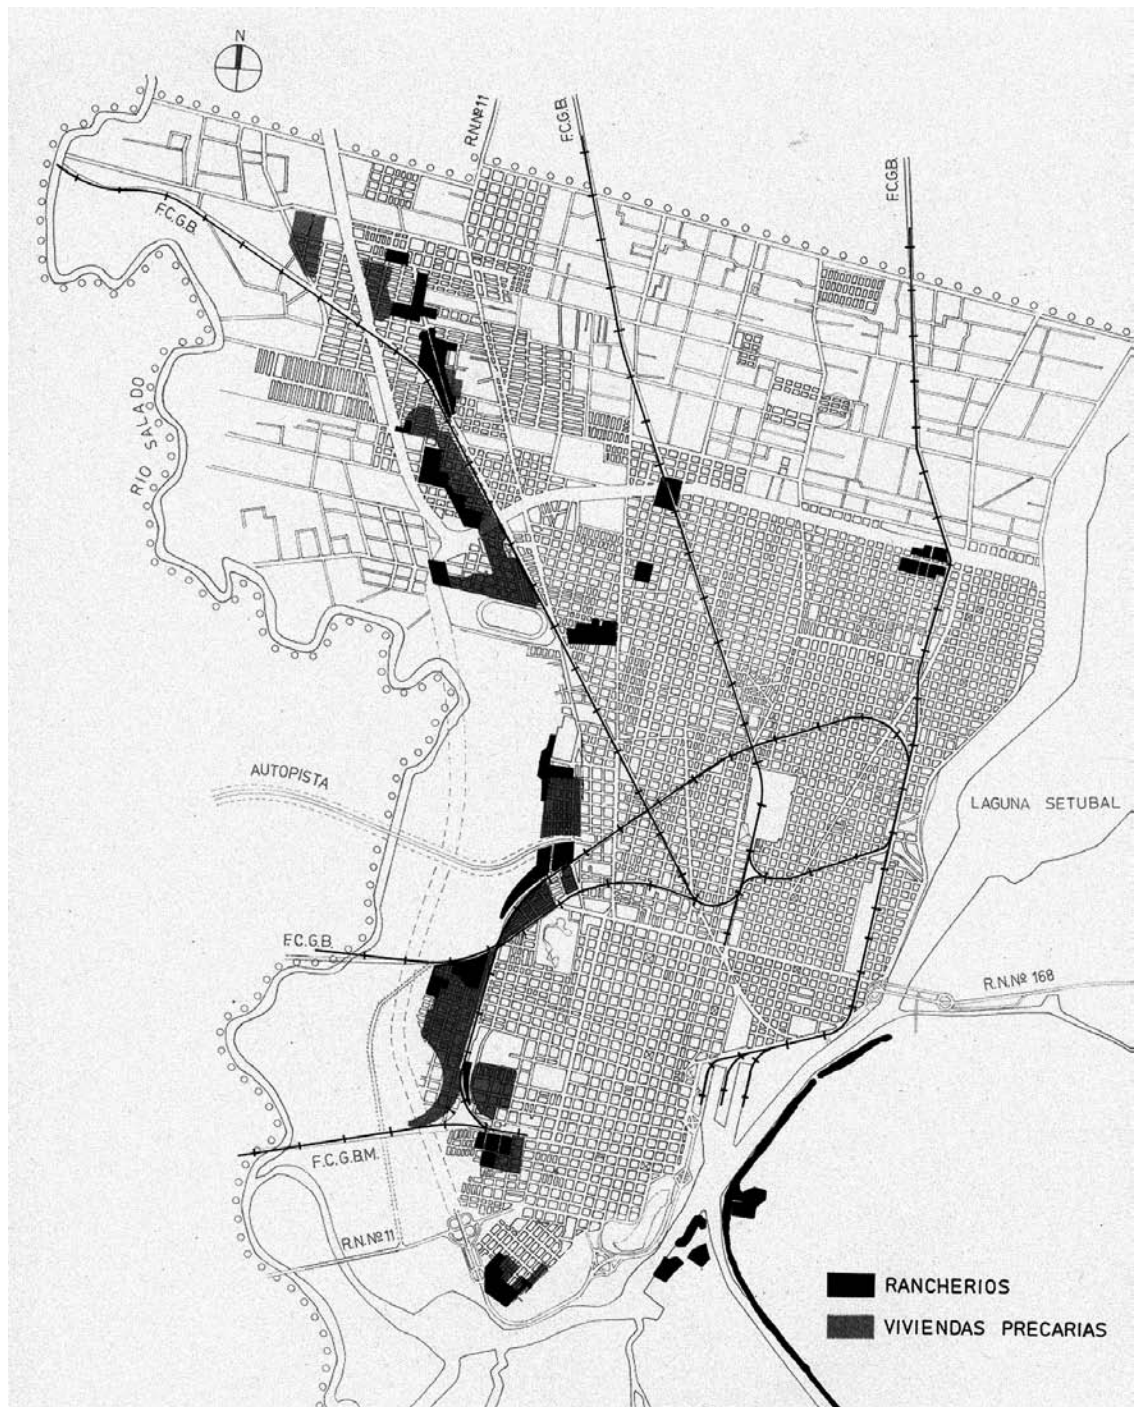 N
R.N.Nº11
F.C.G.B.
F.C.G.B.
F.C.G.B.
RIO SALADO
AUTOPISTA
LAGUNA SETUBAL
F.C.G.B.
R.N.Nº 168
F.C.G.B.M.
R.N.Nº11
RANCHERIOS
VIVIENDAS PRECARIAS